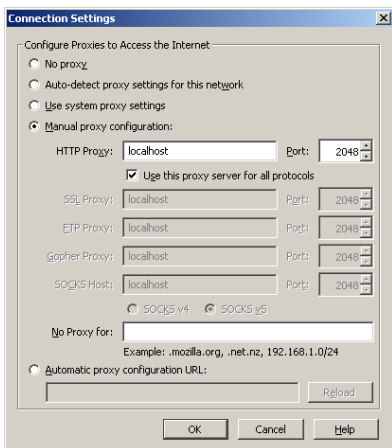 Connection Settings
Configure Proxies to Access the Internet
No proxy
Auto-detect proxy settings for this network
Use system proxy settings
Manual proxy configuration:
HTTP Proxy: localhost Port: 2048
Use this proxy server for all protocols
SSL Proxy: localhost Port: 2048
FTP Proxy: localhost Port: 2048
Gopher Proxy: localhost Port: 2048
SOCKS Host: localhost Port: 2048
SOCKS v4 SOCKS v5
No Proxy for:
Example: .mozilla.org, .net.nz, 192.168.1.0/24
Automatic proxy configuration URL:
Reload
OK Cancel Help